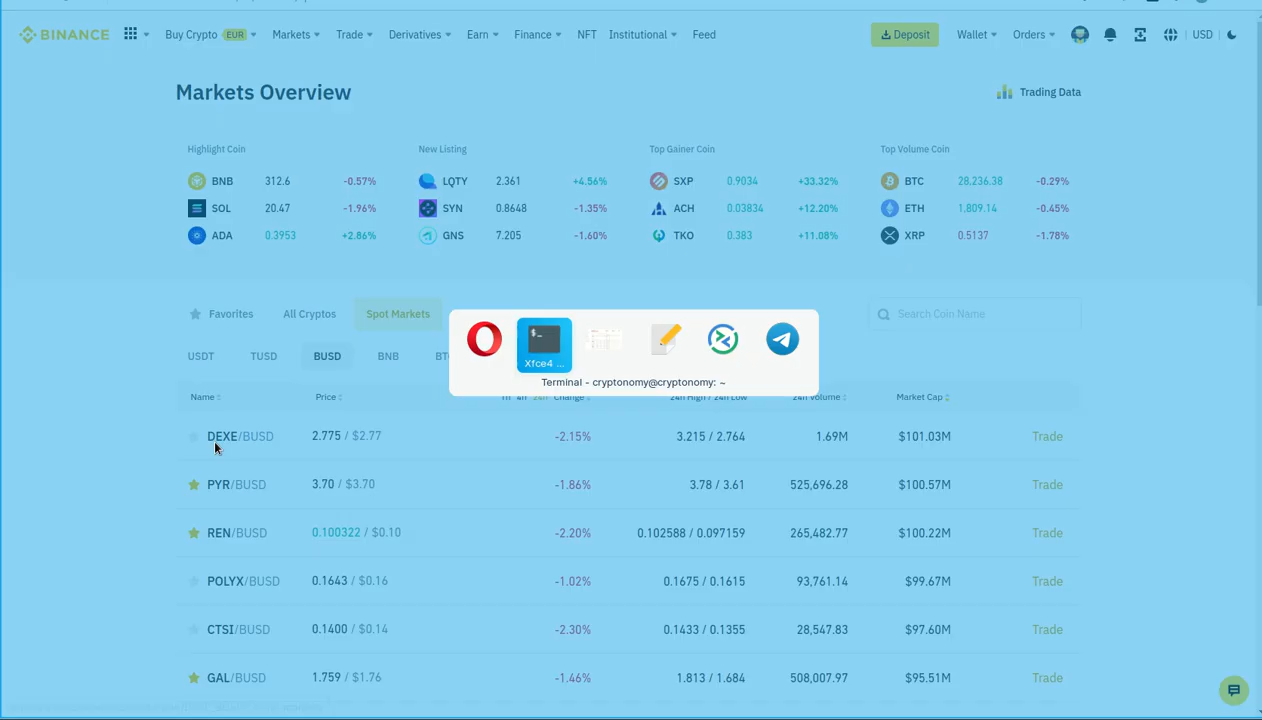 BINANCE Buy Crypto EUR Markets Trade Derivatives Earn Finance NFT Institutional Feed Deposit Wallet Orders USD
Markets Overview
Trading Data
Highlight Coin New Listing Top Gainer Coin Top Volume Coin
BNB 312.6 -0.57% LQTY 2.361 +4.56% SXP 0.9034 +33.32% BTC 28,236.38 -0.29%
SOL 20.47 -1.96% SYN 0.8648 -1.35% ACH 0.03834 +12.20% ETH 1,809.14 -0.45%
ADA 0.3953 +2.86% GNS 7.205 -1.60% TKO 0.383 +11.08% XRP 0.5137 -1.78%
Favorites All Cryptos Spot Markets Search Coin Name
USDT TUSD BUSD BNB
$-
Xfce4 ...
Terminal - cryptonomy@cryptonomy: ~
Name Price Change 24h High / 24h Low 24h Volume Market Cap
DEXE/BUSD 2.775 / $2.77 -2.15% 3.215 / 2.764 1.69M $101.03M Trade
PYR/BUSD 3.70 / $3.70 -1.86% 3.78 / 3.61 525,696.28 $100.57M Trade
REN/BUSD 0.100322 / $0.10 -2.20% 0.102588 / 0.097159 265,482.77 $100.22M Trade
POLYX/BUSD 0.1643 / $0.16 -1.02% 0.1675 / 0.1615 93,761.14 $99.67M Trade
CTSI/BUSD 0.1400 / $0.14 -2.30% 0.1433 / 0.1355 28,547.83 $97.60M Trade
GAL/BUSD 1.759 / $1.76 -1.46% 1.813 / 1.684 508,007.97 $95.51M Trade